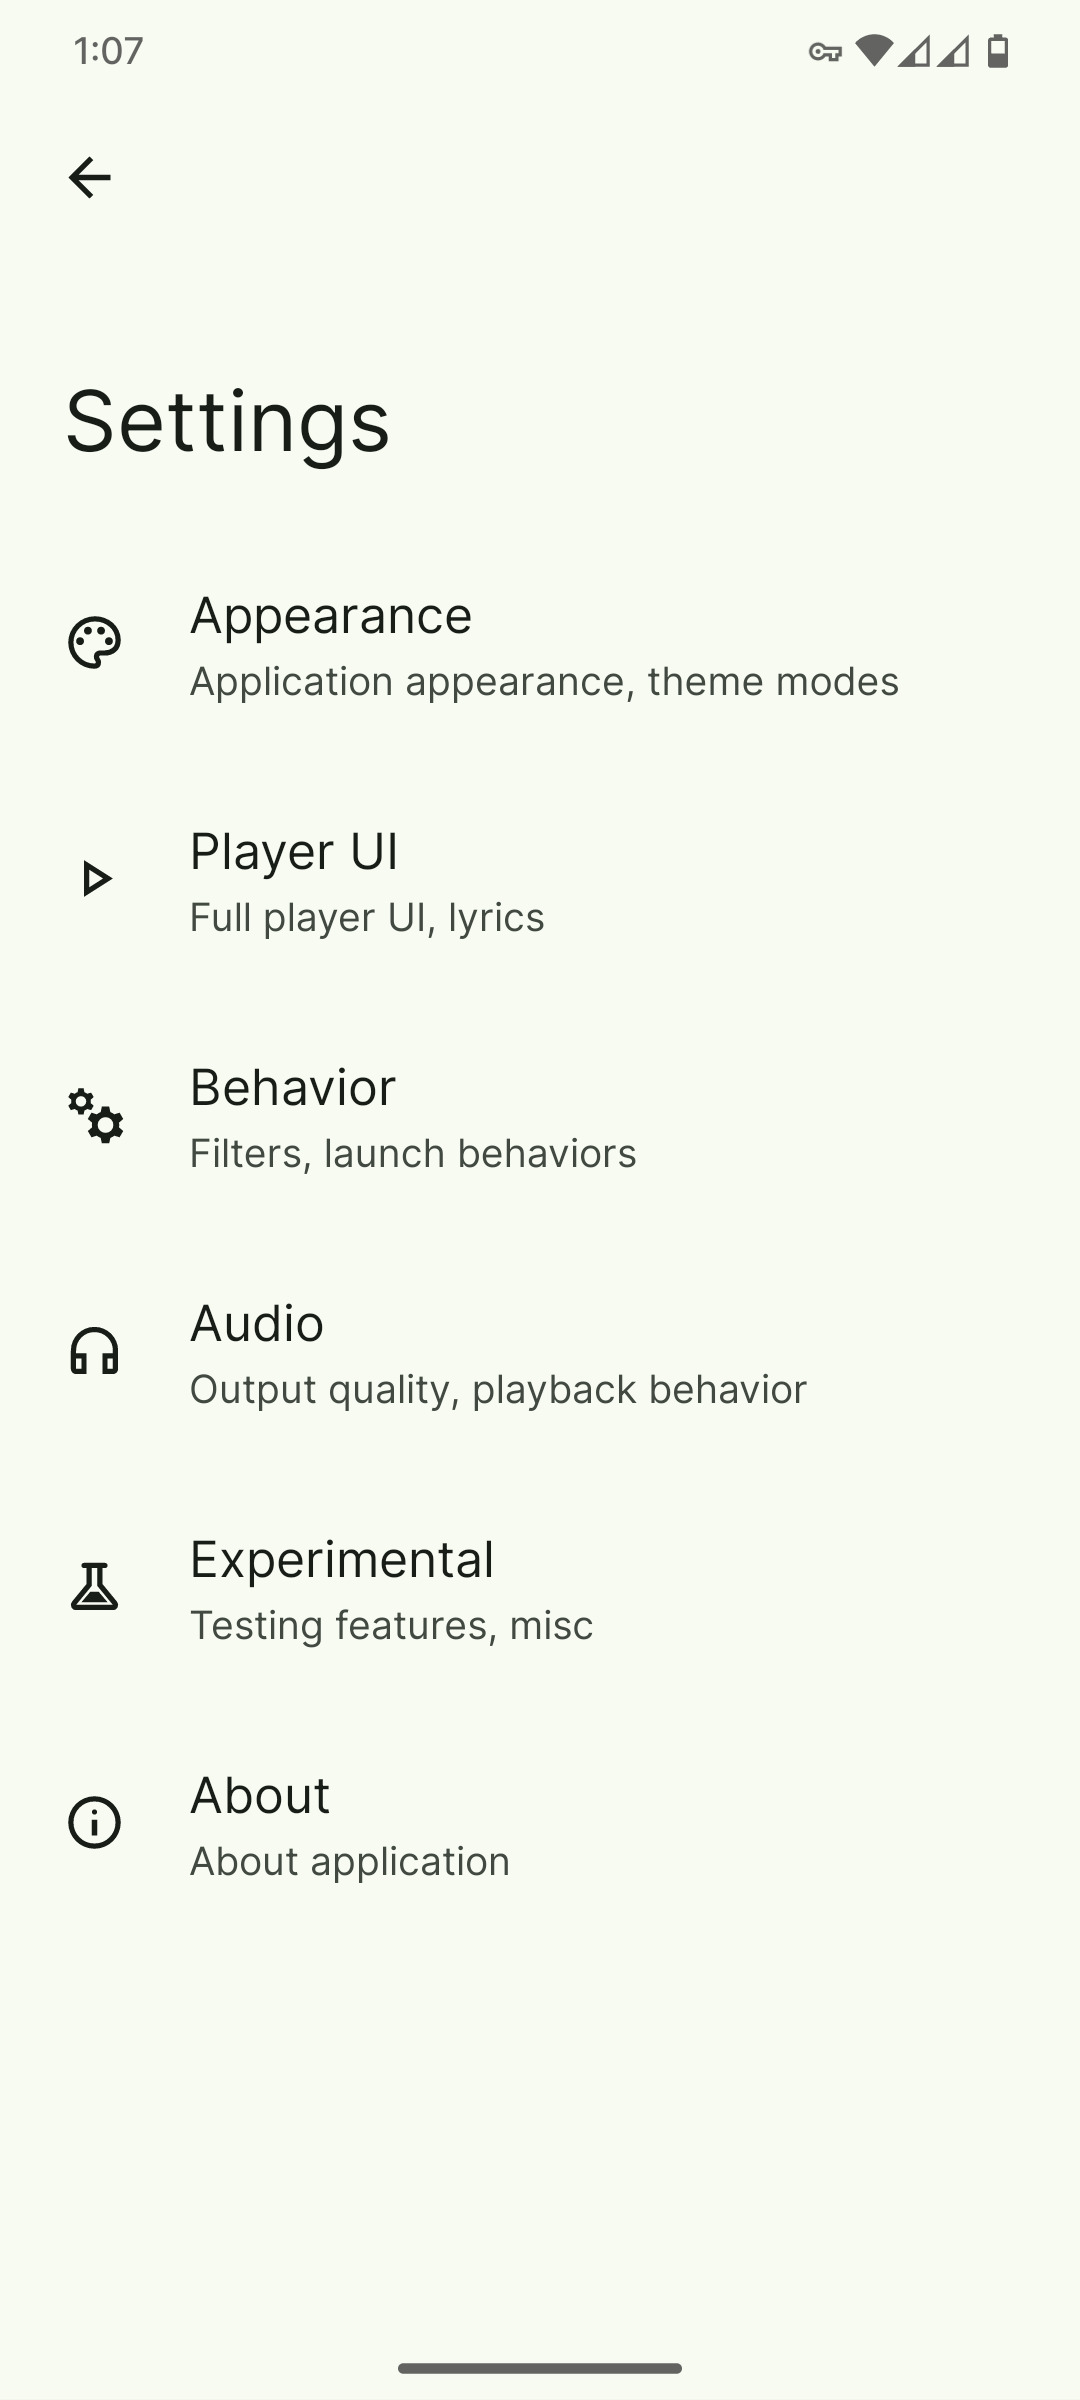 1:07
Settings
Appearance
Application appearance, theme modes
Player UI
Full player UI, lyrics
Behavior
Filters, launch behaviors
Audio
Output quality, playback behavior
Experimental
Testing features, misc
About
About application